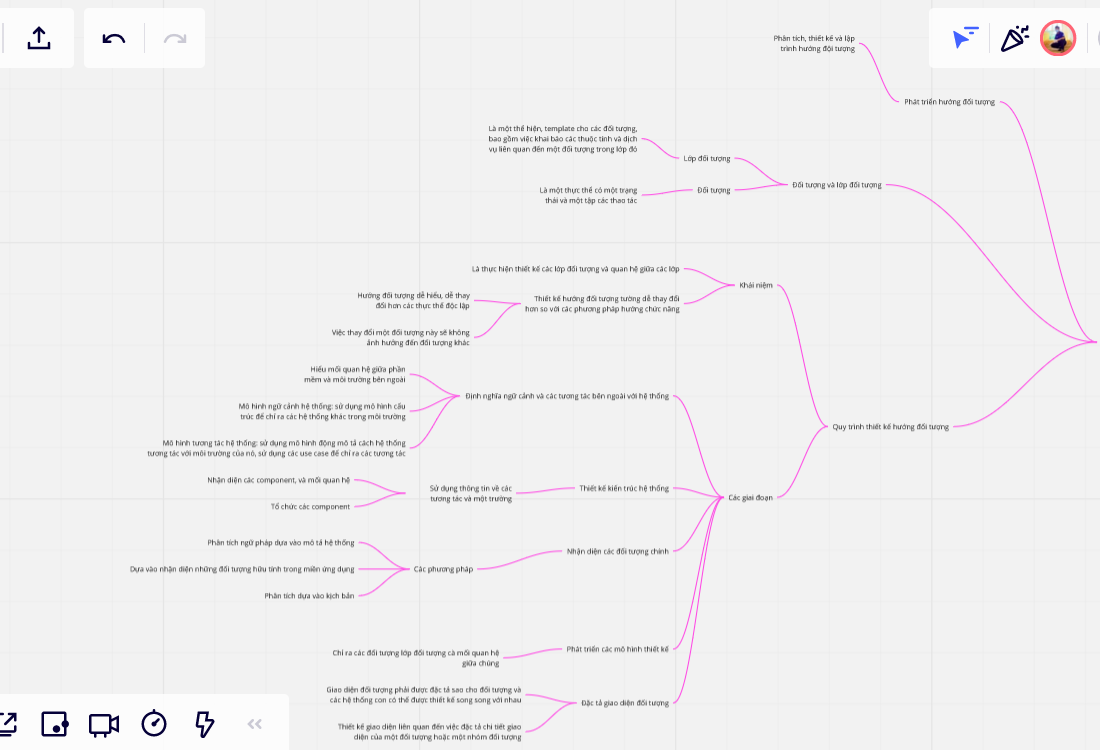 Phân tích, thiết kế và lập
trình hướng đội tượng
Phát triển hướng đối tượng
Là một thể hiện, template cho các đối tượng,
bao gồm việc khai báo các thuộc tính và dịch
vụ liên quan đến một đối tượng trong lớp đó
Lớp đối tượng
Đối tượng và lớp đối tượng
Là một thực thể có một trạng
thái và một tập các thao tác
Đối tượng
Là thực hiện thiết kế các lớp đối tượng và quan hệ giữa các lớp
Khái niệm
Hướng đối tượng dễ hiểu, dễ thay
đổi hơn các thực thể độc lập
Thiết kế hướng đối tượng tường dễ thay đổi
hơn so với các phương pháp hướng chức năng
Việc thay đổi một đối tượng này sẽ không
ảnh hưởng đến đối tượng khác
Hiểu mối quan hệ giữa phần
mềm và môi trường bên ngoài
Định nghĩa ngữ cảnh và các tương tác bên ngoài với hệ thống
Mô hình ngữ cảnh hệ thống: sử dụng mô hình cấu
trúc để chỉ ra các hệ thống khác trong môi trường
Quy trình thiết kế hướng đối tượng
Mô hình tương tác hệ thống: sử dụng mô hình động mô tả cách hệ thống
tương tác với môi trường của nó, sử dụng các use case để chỉ ra các tương tác
Nhận diện các component, và mối quan hệ
Sử dụng thông tin về các
tương tác và một trường
Thiết kế kiến trúc hệ thống
Các giai đoạn
Tổ chức các component
Phân tích ngữ pháp dựa vào mô tả hệ thống
Nhận diện các đối tượng chính
Dựa vào nhận diện những đối tượng hữu tình trong miền ứng dụng
Các phương pháp
Phân tích dựa vào kịch bản
Chỉ ra các đối tượng lớp đối tượng cà mối quan hệ
giữa chúng
Phát triển các mô hình thiết kế
Giao diện đối tượng phải được đặc tả sao cho đối tượng và
các hệ thống con có thể được thiết kế song song với nhau
Đặc tả giao diện đối tượng
Thiết kế giao diện liên quan đến việc đặc tả chi tiết giao
diện của một đối tượng hoặc một nhóm đối tượng